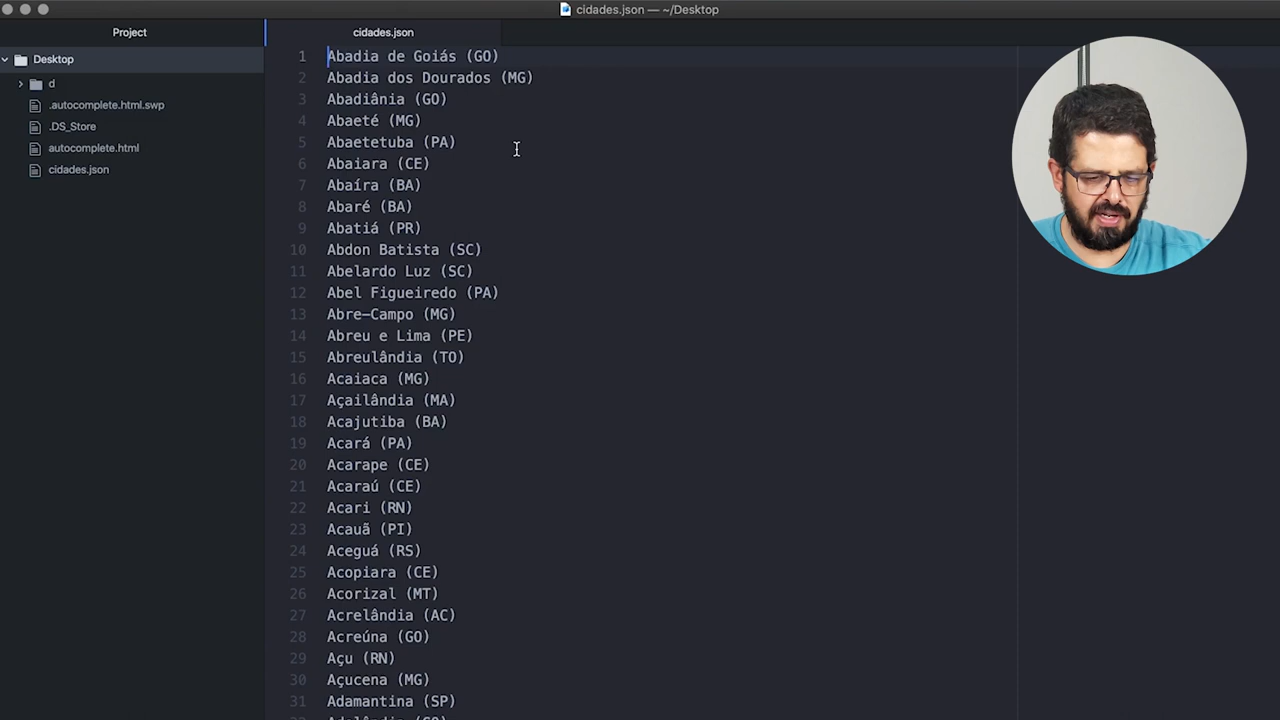 cidades.json — ~/Desktop
Project
cidades.json
Desktop
d
.autocomplete.html.swp
.DS_Store
autocomplete.html
cidades.json
1 Abadia de Goiás (GO)
2 Abadia dos Dourados (MG)
3 Abadiânia (GO)
4 Abaeté (MG)
5 Abaetetuba (PA)
6 Abaiara (CE)
7 Abaíra (BA)
8 Abaré (BA)
9 Abatiá (PR)
10 Abdon Batista (SC)
11 Abelardo Luz (SC)
12 Abel Figueiredo (PA)
13 Abre-Campo (MG)
14 Abreu e Lima (PE)
15 Abreulândia (TO)
16 Acaiaca (MG)
17 Açailândia (MA)
18 Acajutiba (BA)
19 Acará (PA)
20 Acarape (CE)
21 Acaraú (CE)
22 Acari (RN)
23 Acauã (PI)
24 Aceguá (RS)
25 Acopiara (CE)
26 Acorizal (MT)
27 Acrelândia (AC)
28 Acreúna (GO)
29 Açu (RN)
30 Açucena (MG)
31 Adamantina (SP)